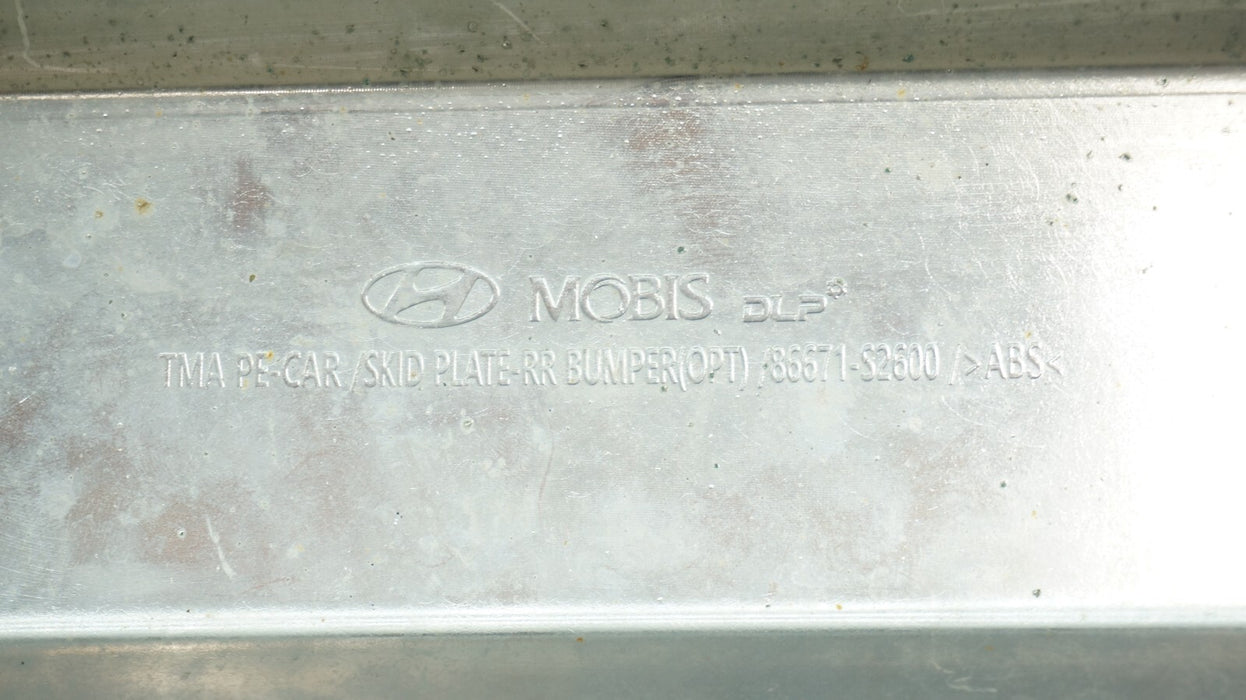 MOBIS DLP
TMA PE-CAR /SKID PLATE-RR BUMPER(OPT) /86671-S2600 />ABS<